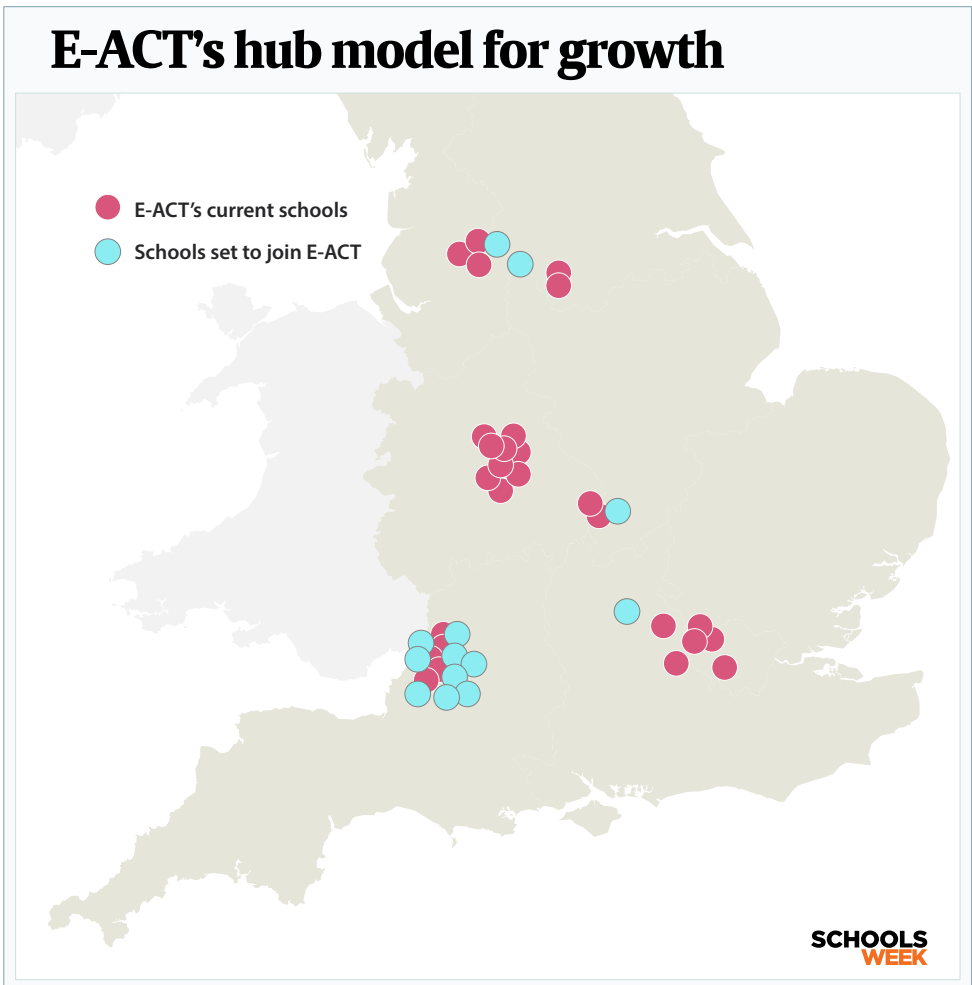 E-ACT’s hub model for growth
E-ACT’s current schools
Schools set to join E-ACT
SCHOOLS
WEEK